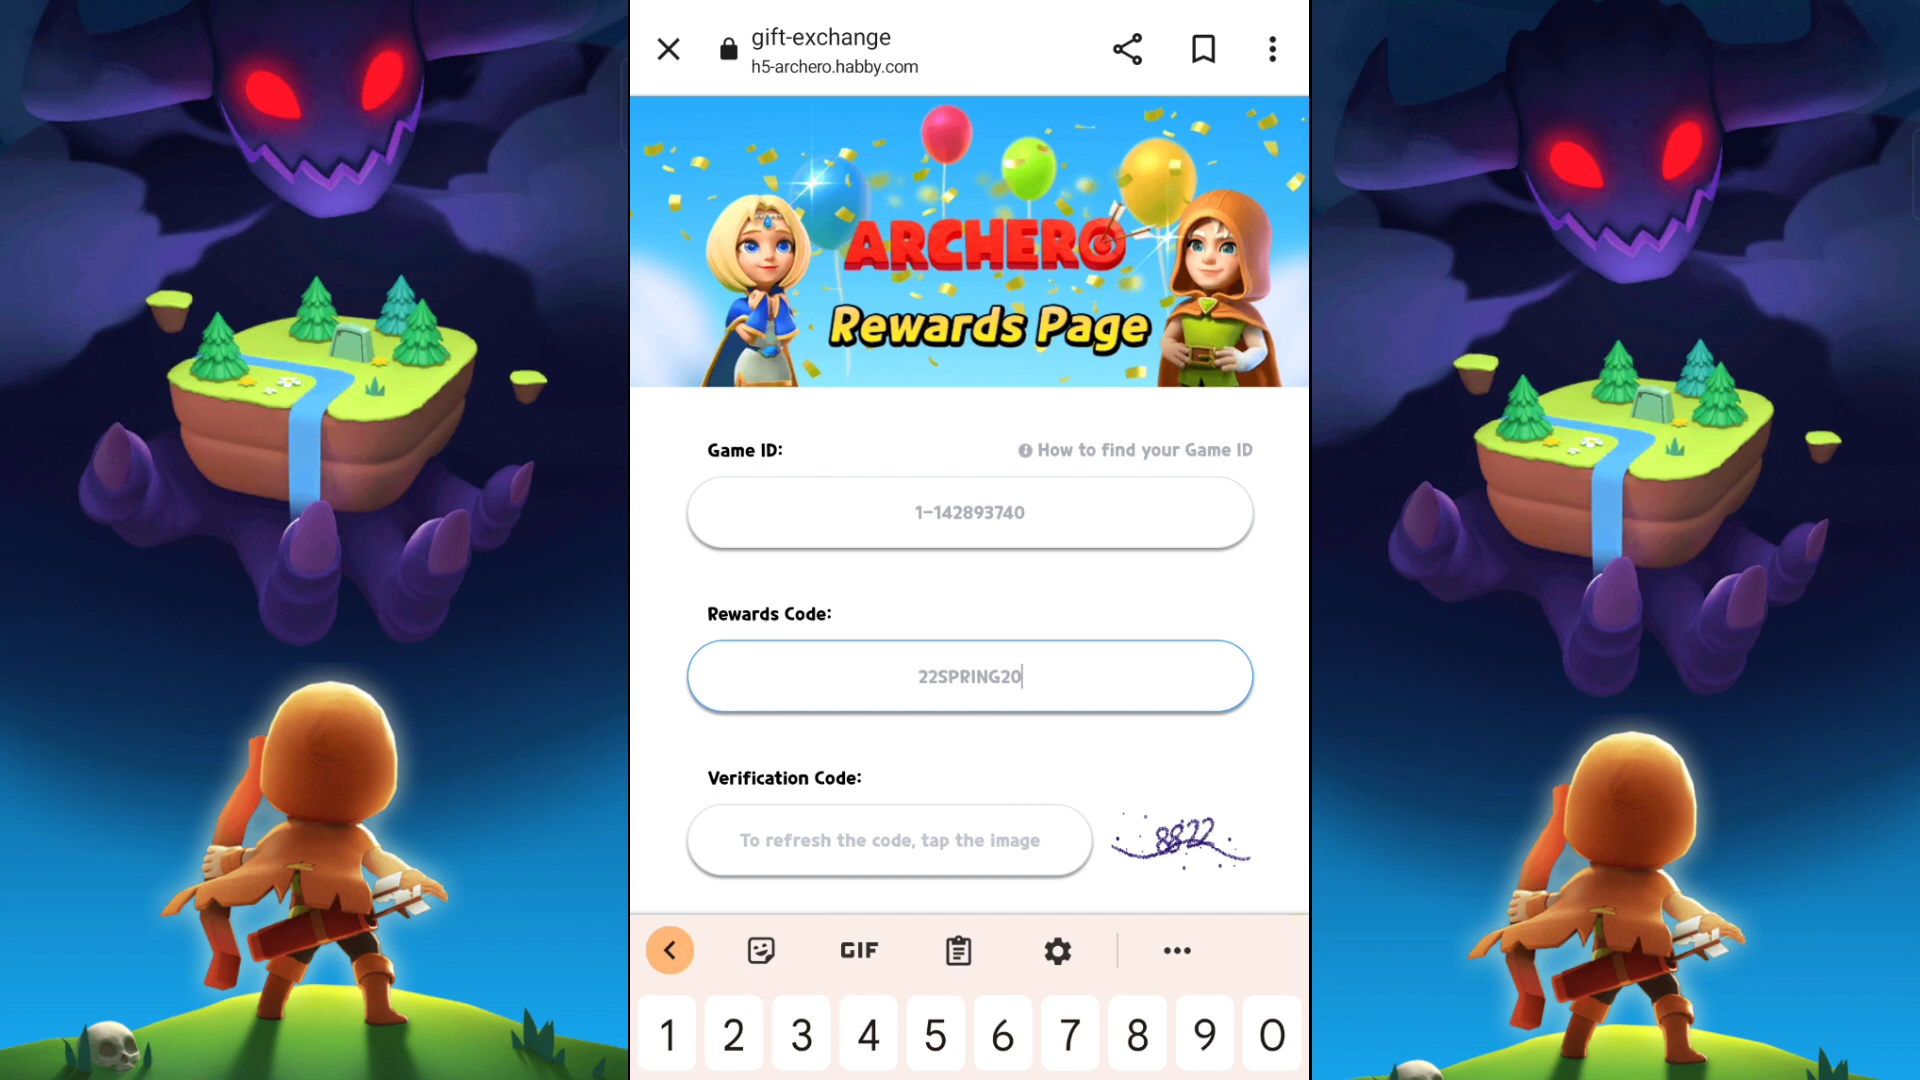 gift-exchange
h5-archero.habby.com
ARCHERO
Rewards Page
Game ID:
How to find your Game ID
1-142893740
Rewards Code:
22SPRING20
Verification Code:
To refresh the code, tap the image
8822
GIF
1 2 3 4 5 6 7 8 9 0